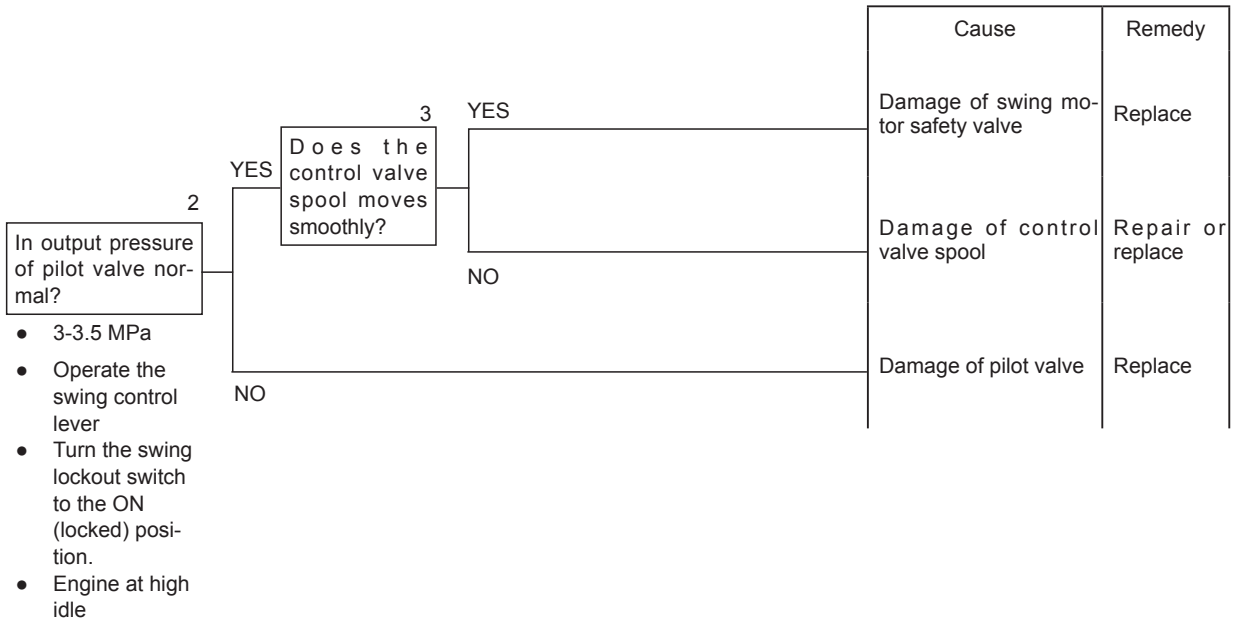 Cause Remedy
3 YES
Damage of swing mo-
tor safety valve
Replace
YES
Does the
control valve
spool moves
smoothly?
2
In output pressure
of pilot valve nor-
mal?
Damage of control
valve spool
Repair or
replace
NO
● 3-3.5 MPa
● Operate the
swing control
lever
● Turn the swing
lockout switch
to the ON
(locked) posi-
tion.
● Engine at high
idle
NO
Damage of pilot valve
Replace